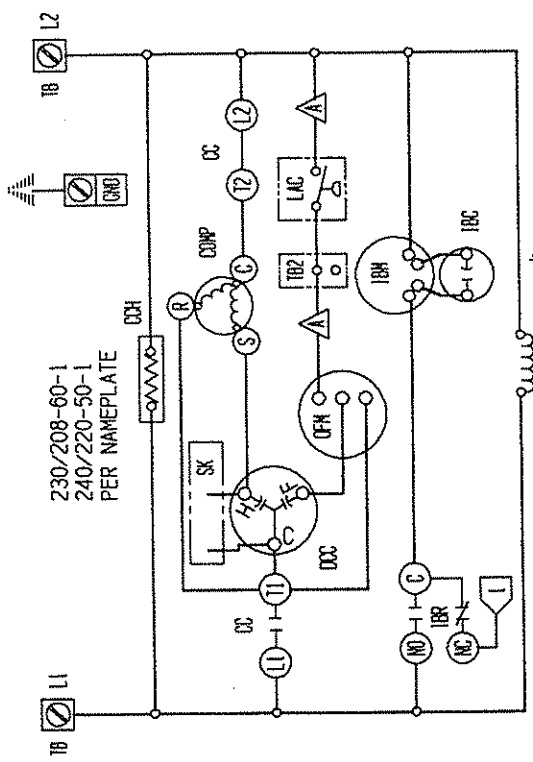 TB L1
TB L2
GND
230/208-60-1
240/220-50-1
PER NAMEPLATE
CCH
SK
R
COMP
S
C
T2
CC
L2
H
C
F
DCC
L1
CC
T1
OFM
A
TB2
LAC
A
NO
IBR
C
NC
1
IBM
IBC